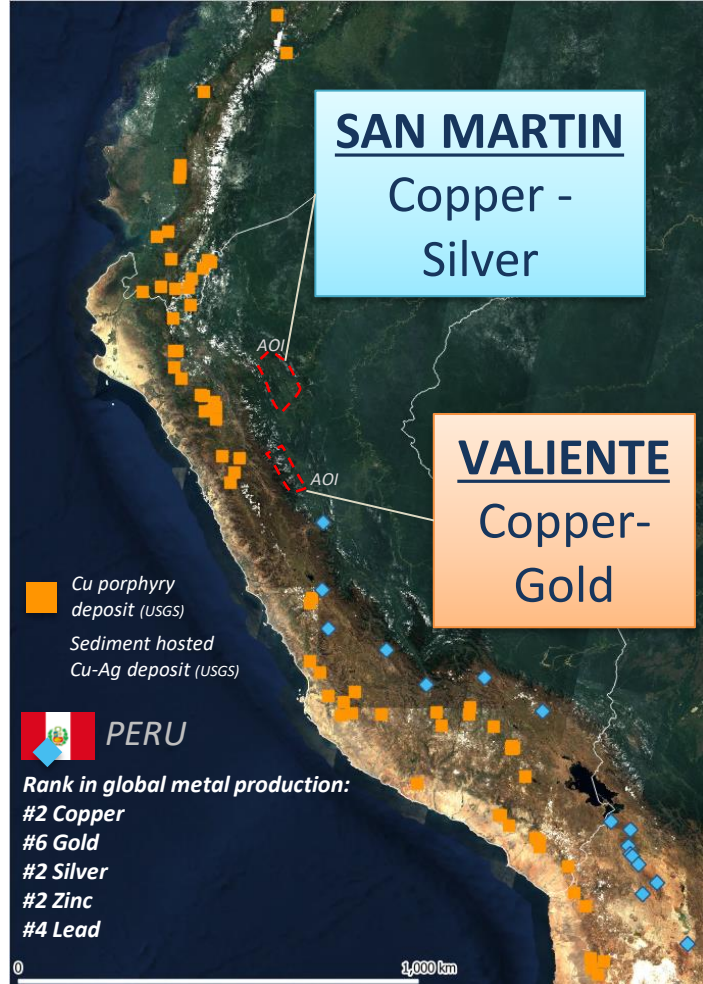 SAN MARTIN
Copper -
Silver
AOI
VALIENTE
Copper-
Gold
AOI
Cu porphyry
deposit (USGS)
Sediment hosted
Cu-Ag deposit (USGS)
PERU
Rank in global metal production:
#2 Copper
#6 Gold
#2 Silver
#2 Zinc
#4 Lead
0
1,000 km